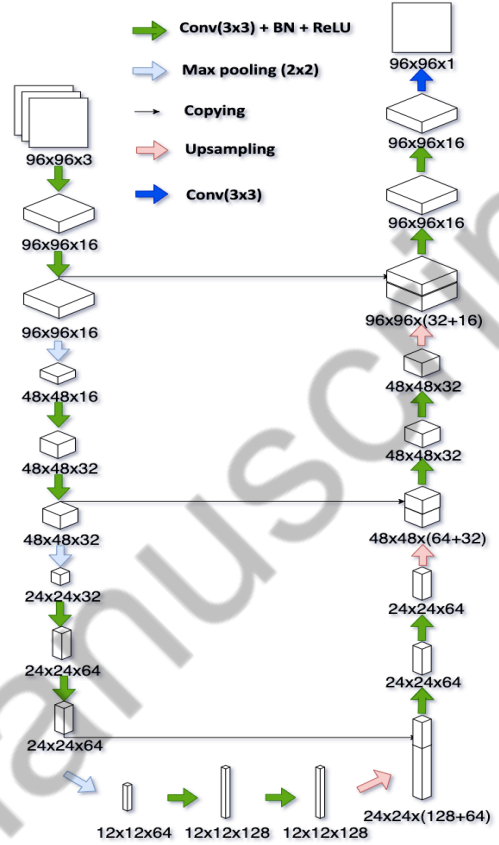 Conv(3x3) + BN + ReLU
Max pooling (2x2)
Copying
Upsampling
Conv(3x3)
96x96x3
96x96x16
96x96x16
48x48x16
48x48x32
48x48x32
24x24x32
24x24x64
24x24x64
12x12x64
12x12x128
12x12x128
24x24x(128+64)
24x24x64
24x24x64
48x48x(64+32)
48x48x32
48x48x32
96x96x(32+16)
96x96x16
96x96x16
96x96x1